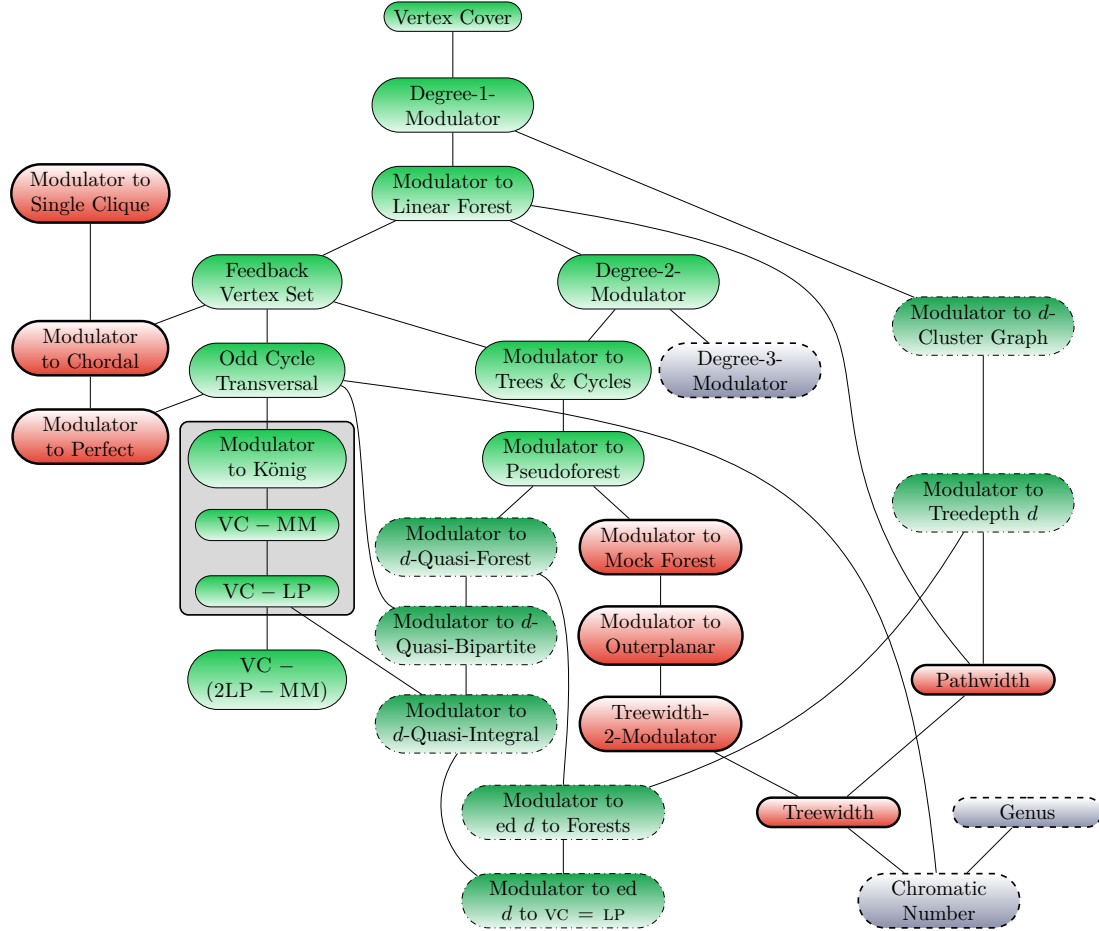 Vertex Cover
Degree-1-
Modulator
Modulator to
Single Clique
Modulator to
Linear Forest
Feedback
Vertex Set
Degree-2-
Modulator
Modulator to d-
Cluster Graph
Modulator
to Chordal
Odd Cycle
Transversal
Modulator to
Trees & Cycles
Degree-3-
Modulator
Modulator
to Perfect
Modulator
to König
Modulator to
Pseudoforest
Modulator to
Treedepth d
VC – MM
Modulator to
d-Quasi-Forest
Modulator to
Mock Forest
VC – LP
Modulator to d-
Quasi-Bipartite
Modulator to
Outerplanar
VC –
(2LP – MM)
Pathwidth
Modulator to
d-Quasi-Integral
Treewidth-
2-Modulator
Modulator to
ed d to Forests
Treewidth
Genus
Modulator to ed
d to VC = LP
Chromatic
Number